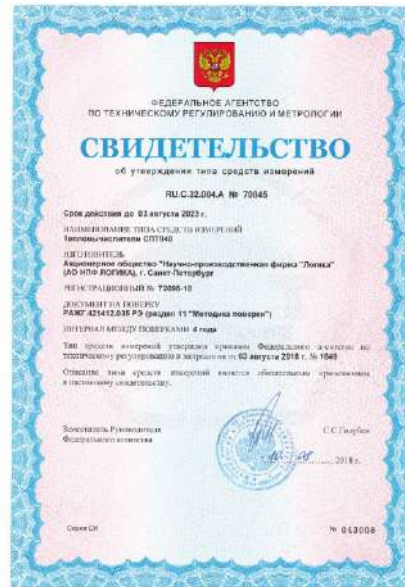 ФЕДЕРАЛЬНОЕ АГЕНТСТВО
ПО ТЕХНИЧЕСКОМУ РЕГУЛИРОВАНИЮ И МЕТРОЛОГИИ
СВИДЕТЕЛЬСТВО
об утверждении типа средств измерений
RU.C.32.004.A № 70845
Срок действия до 03 августа 2023 г.
НАИМЕНОВАНИЕ ТИПА СРЕДСТВ ИЗМЕРЕНИЙ
Тепловычислители СПТ940
ИЗГОТОВИТЕЛЬ
Акционерное общество "Научно-производственная фирма "Логика"
(АО НПФ ЛОГИКА), г. Санкт-Петербург
РЕГИСТРАЦИОННЫЙ № 72098-18
ДОКУМЕНТ НА ПОВЕРКУ
РАЖГ.421412.035 РЭ (раздел 11 "Методика поверки")
ИНТЕРВАЛ МЕЖДУ ПОВЕРКАМИ 4 года
Тип средств измерений утвержден приказом Федерального агентства по
техническому регулированию и метрологии от 03 августа 2018 г. № 1649
Описание типа средств измерений является обязательным приложением
к настоящему свидетельству.
Заместитель Руководителя С.С.Голубев
Федерального агентства
2018 г.
Серия СИ № 043008